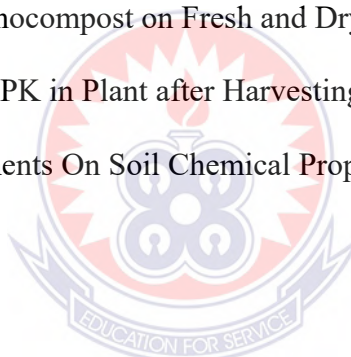 nocompost on Fresh and Dry
PK in Plant after Harvesting
ents On Soil Chemical Prop
EDUCATION FOR SERVICE